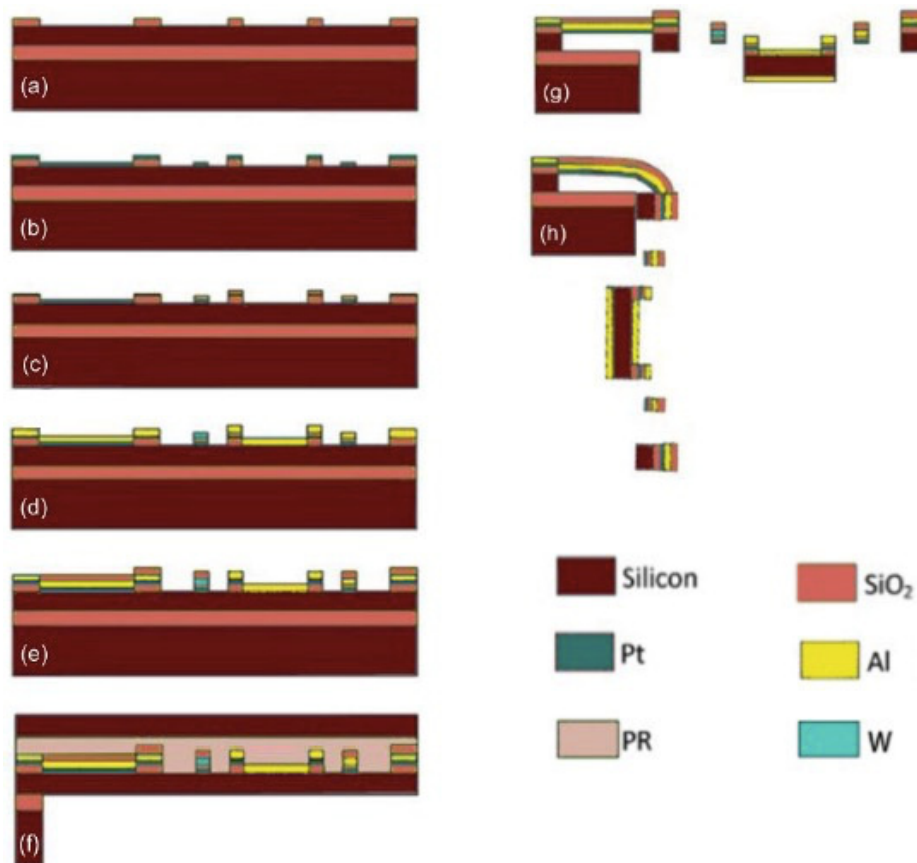 (a)
(b)
(c)
(d)
(e)
(f)
(g)
(h)
Silicon
SiO₂
Pt
Al
PR
W